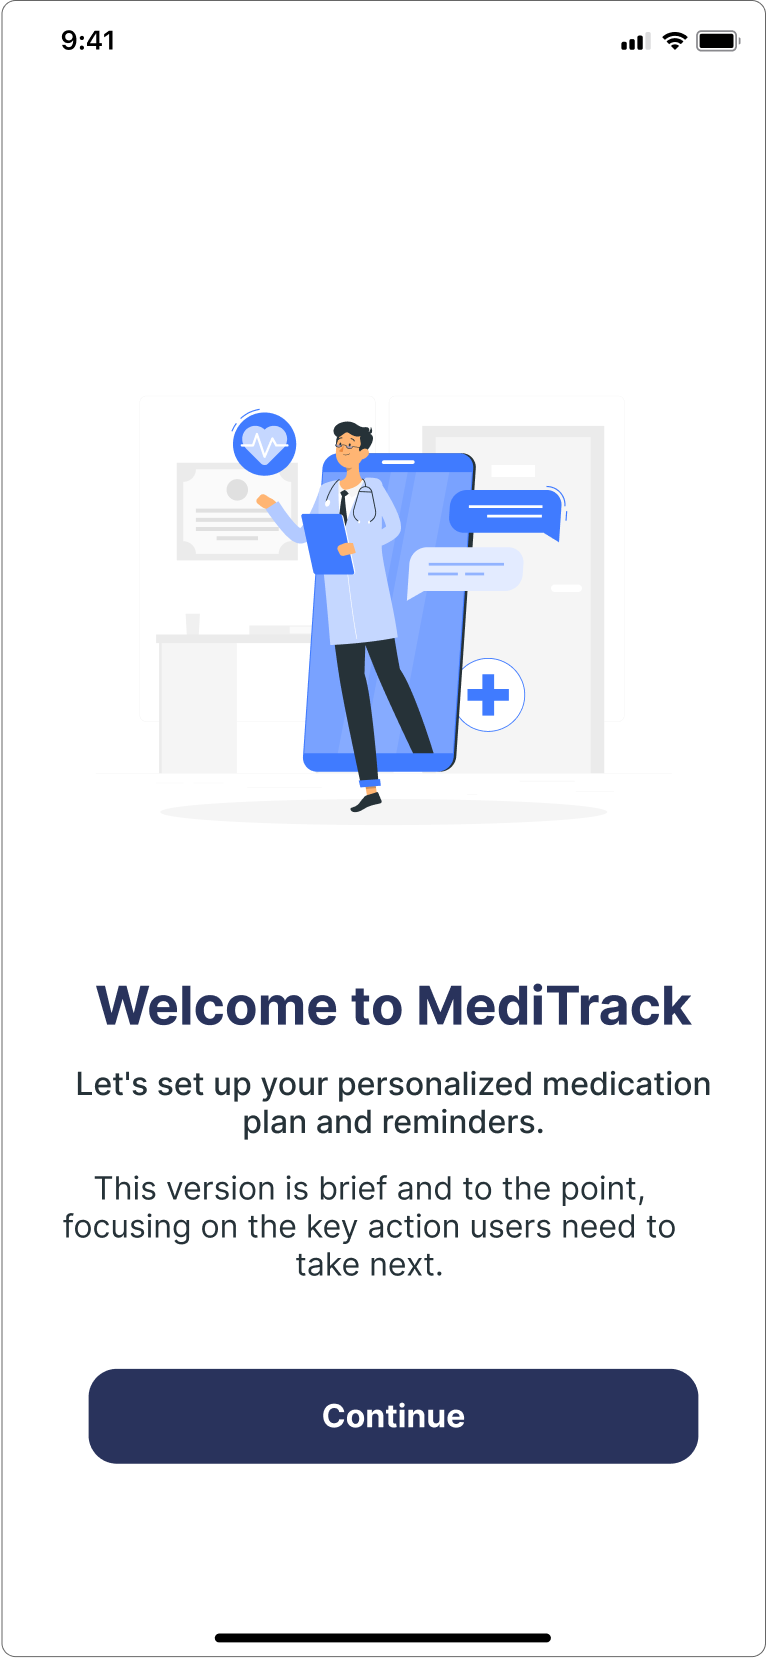 9:41
Welcome to MediTrack
Let's set up your personalized medication
plan and reminders.
This version is brief and to the point,
focusing on the key action users need to
take next.
Continue